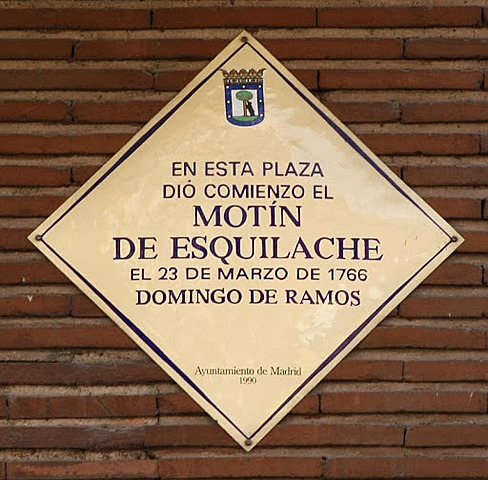 EN ESTA PLAZA
DIÓ COMIENZO EL
MOTÍN
DE ESQUILACHE
EL 23 DE MARZO DE 1766
DOMINGO DE RAMOS
Ayuntamiento de Madrid
1990